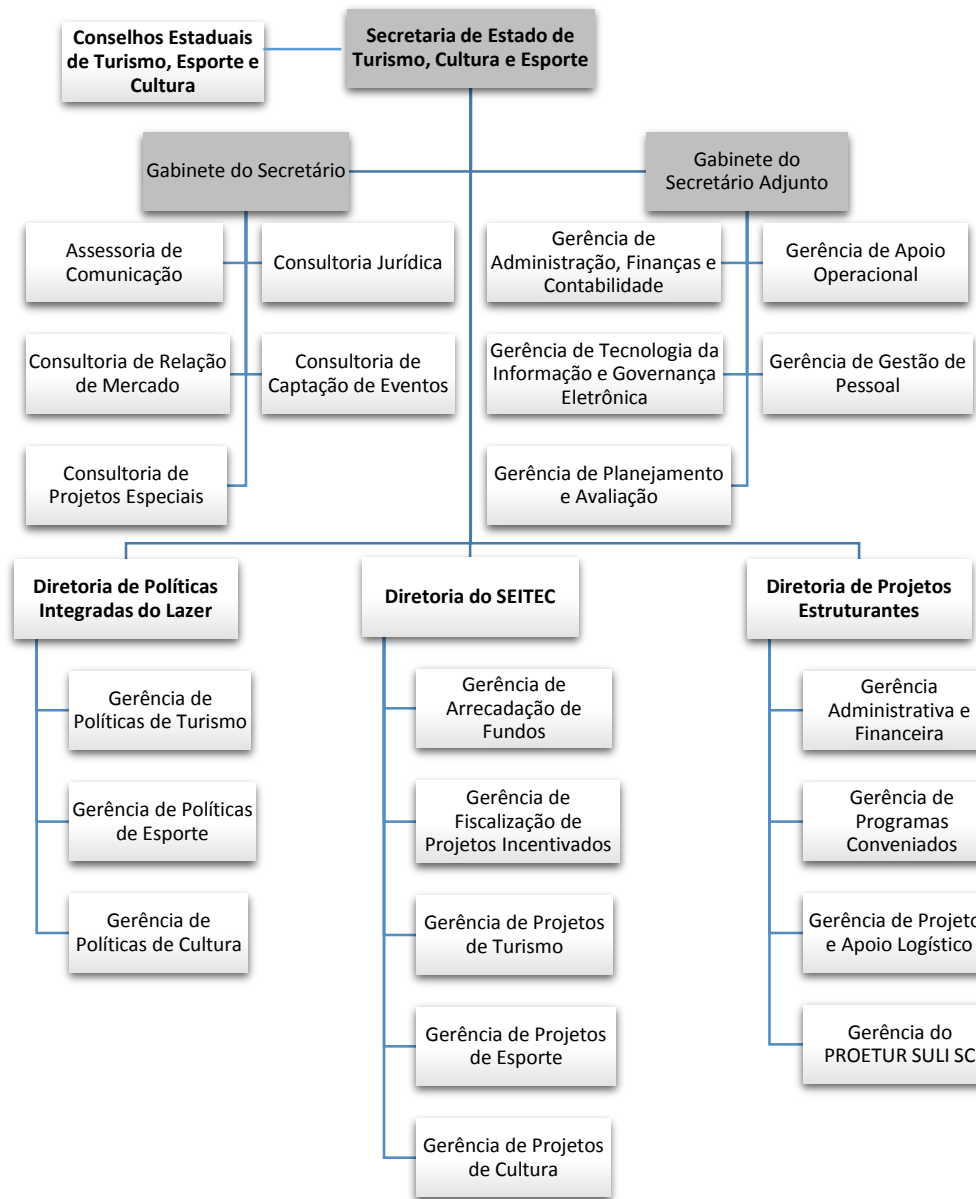 Conselhos Estaduais
de Turismo, Esporte e
Cultura
Secretaria de Estado de
Turismo, Cultura e Esporte
Gabinete do Secretário
Gabinete do
Secretário Adjunto
Assessoria de
Comunicação
Consultoria Jurídica
Gerência de
Administração, Finanças e
Contabilidade
Gerência de Apoio
Operacional
Consultoria de Relação
de Mercado
Consultoria de
Captação de Eventos
Gerência de Tecnologia da
Informação e Governança
Eletrônica
Gerência de Gestão de
Pessoal
Consultoria de
Projetos Especiais
Gerência de Planejamento
e Avaliação
Diretoria de Políticas
Integradas do Lazer
Gerência de
Políticas de Turismo
Gerência de Políticas
de Esporte
Gerência de
Políticas de Cultura
Diretoria do SEITEC
Gerência de
Arrecadação de
Fundos
Gerência de
Fiscalização de
Projetos Incentivados
Gerência de Projetos
de Turismo
Gerência de Projetos
de Esporte
Gerência de Projetos
de Cultura
Diretoria de Projetos
Estruturantes
Gerência
Administrativa e
Financeira
Gerência de
Programas
Conveniados
Gerência de
e Apoio Logístico
Gerência do
PROETUR SULI SC